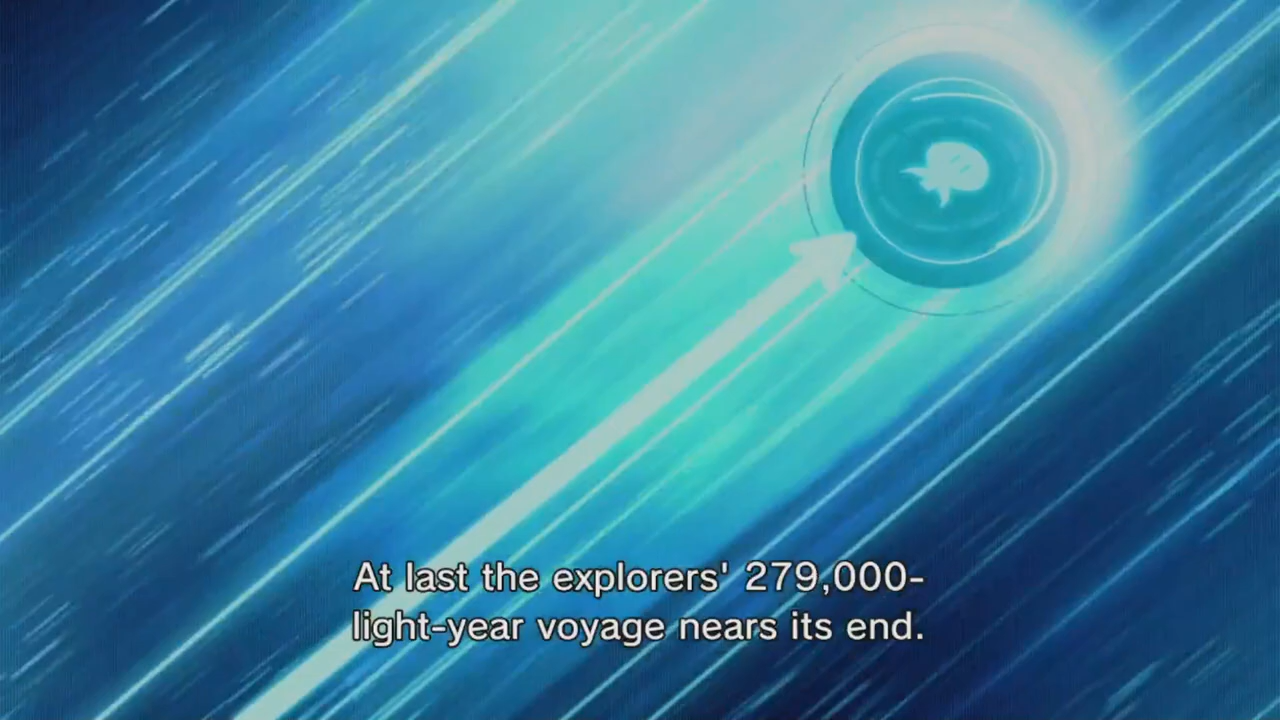 At last the explorers' 279,000-
light-year voyage nears its end.